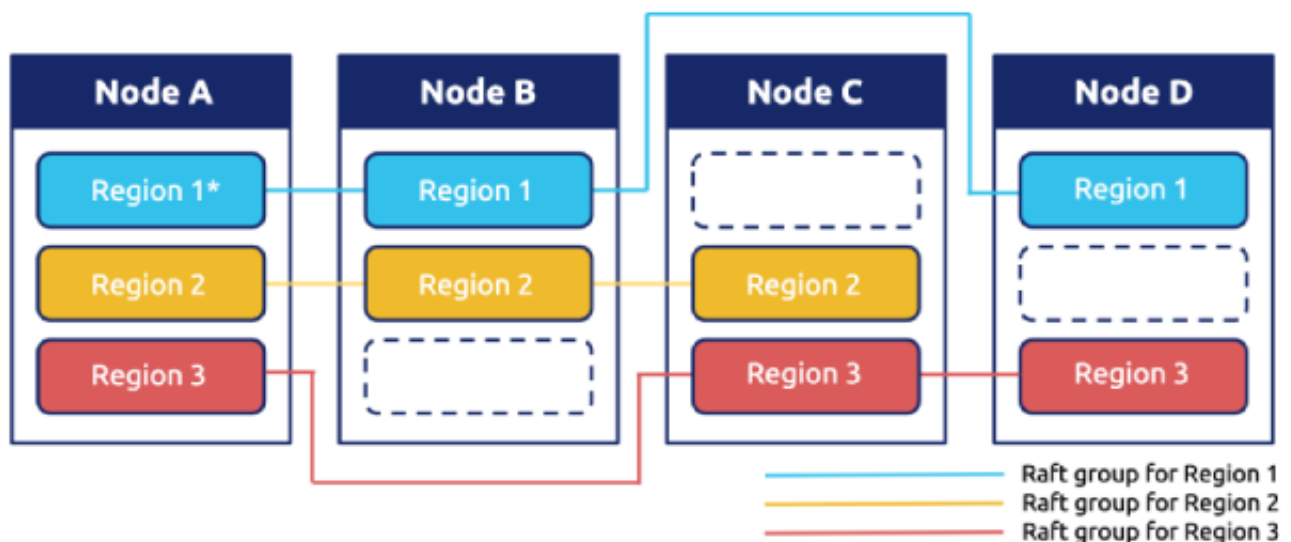 Node A
Node B
Node C
Node D
Region 1*
Region 1
Region 1
Region 2
Region 2
Region 2
Region 3
Region 3
Region 3
Raft group for Region 1
Raft group for Region 2
Raft group for Region 3